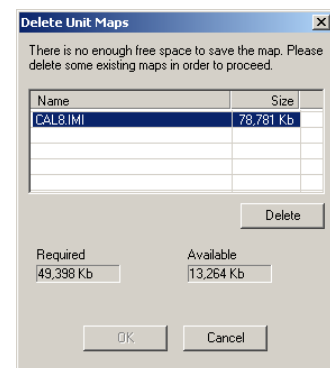 Delete Unit Maps
There is no enough free space to save the map. Please
delete some existing maps in order to proceed.
Name Size
CAL8.IMI 78,781 Kb
Delete
Required Available
49,398 Kb 13,264 Kb
OK Cancel